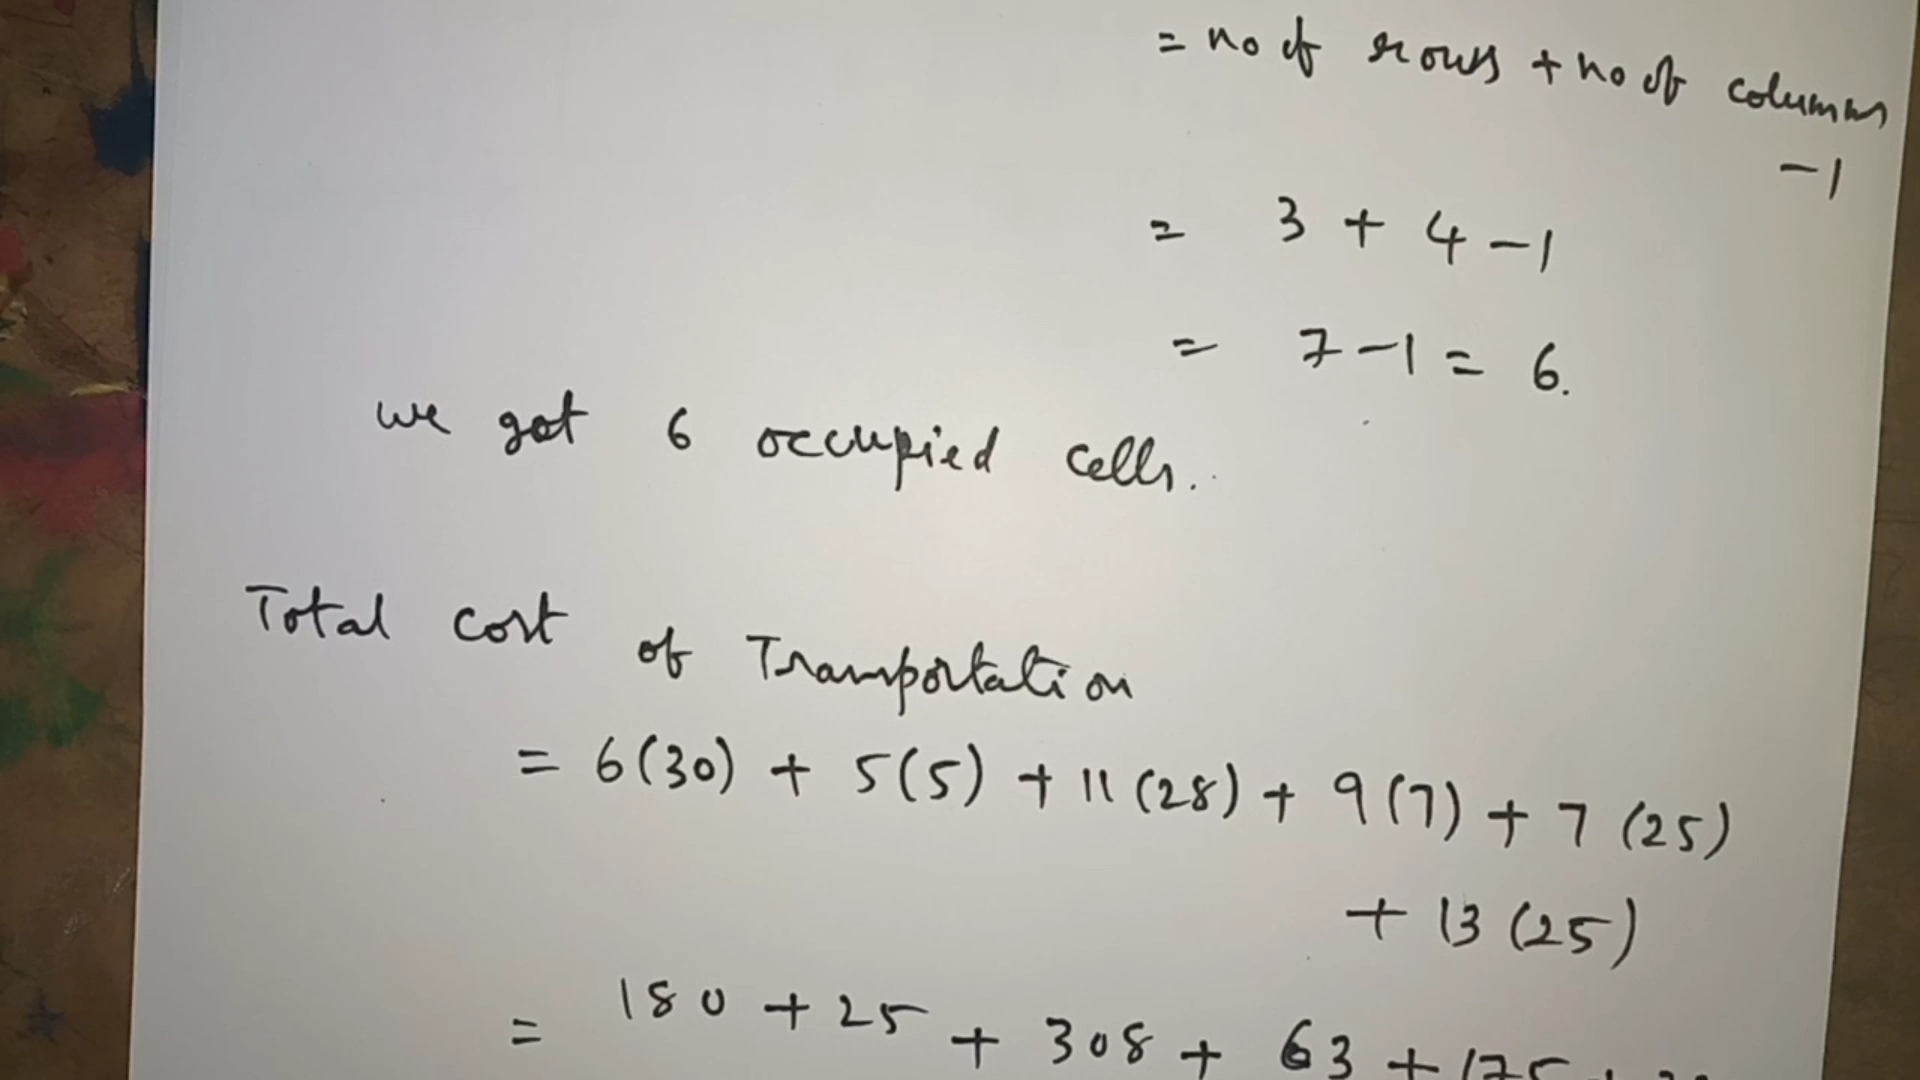 = no of rows + no of columns
-1
= 3 + 4 - 1
= 7 - 1 = 6.
we got 6 occupied cells.
Total cost of Transportation
= 6(30) + 5(5) + 11(28) + 9(7) + 7(25)
+ 13(25)
= 180 + 25 + 308 + 63 + 175 +